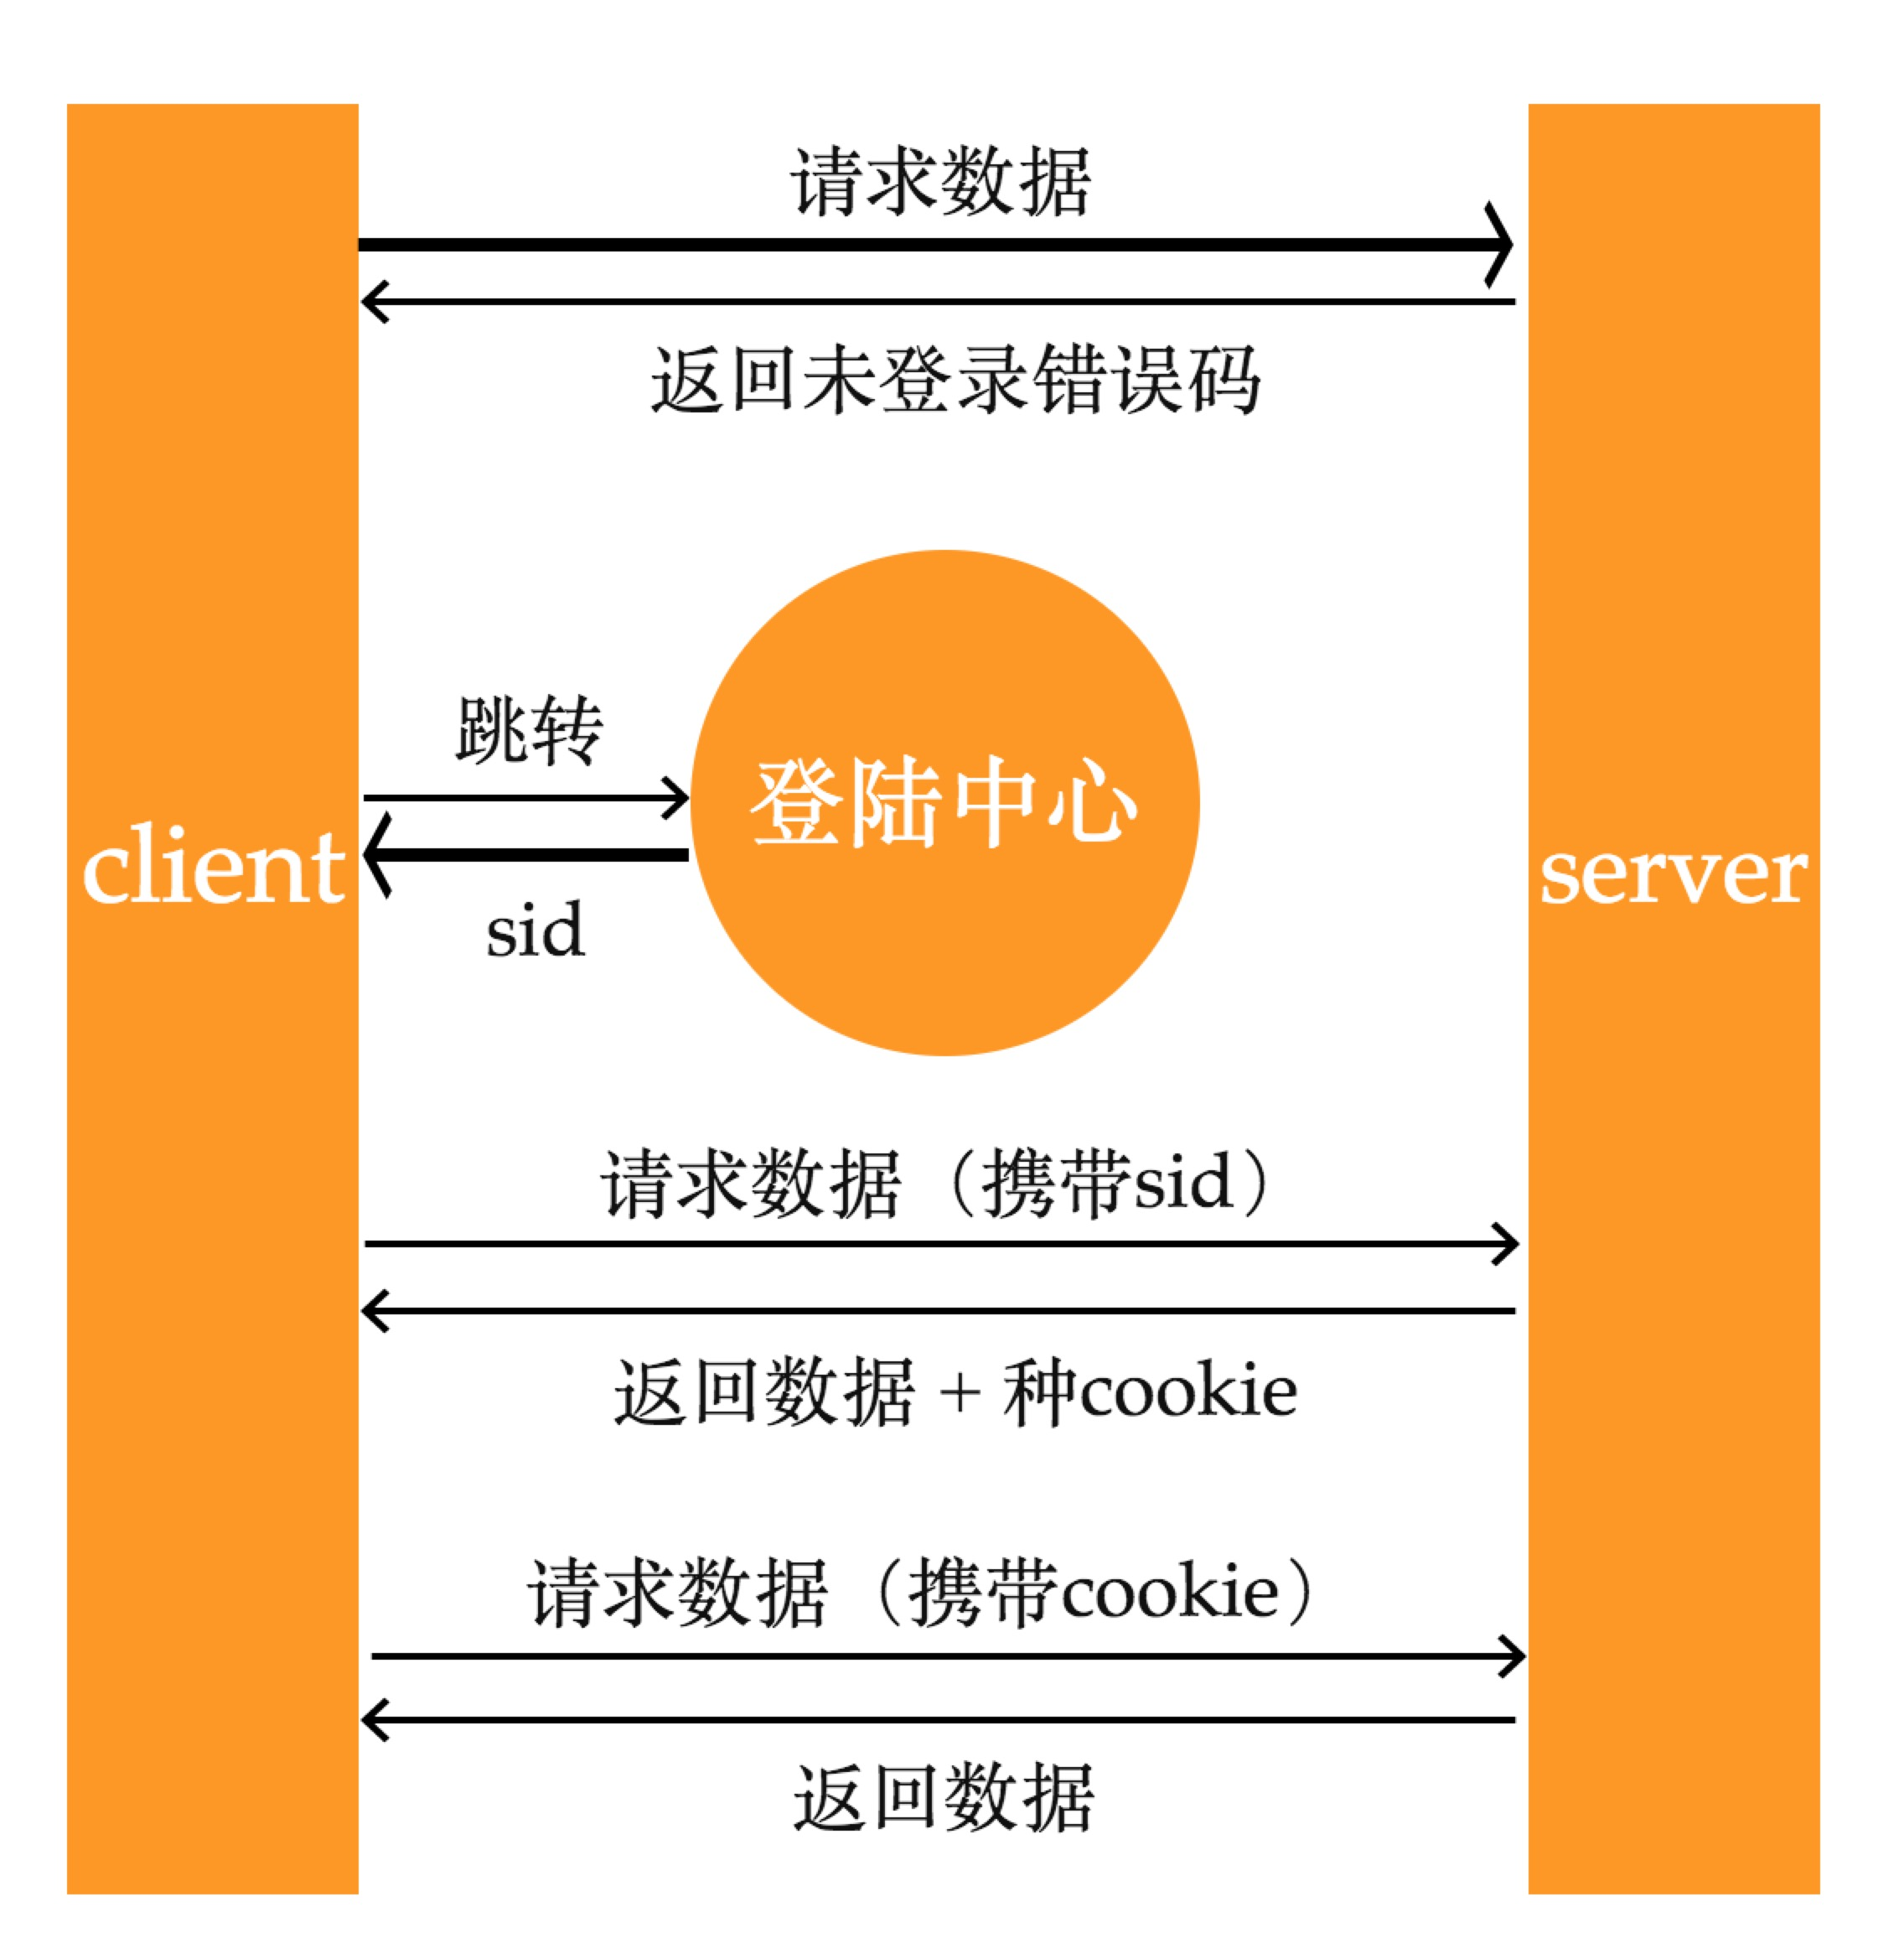 请求数据
返回未登录错误码
跳转
登陆中心
client
server
sid
请求数据（携带sid）
返回数据 + 种cookie
请求数据（携带cookie）
返回数据